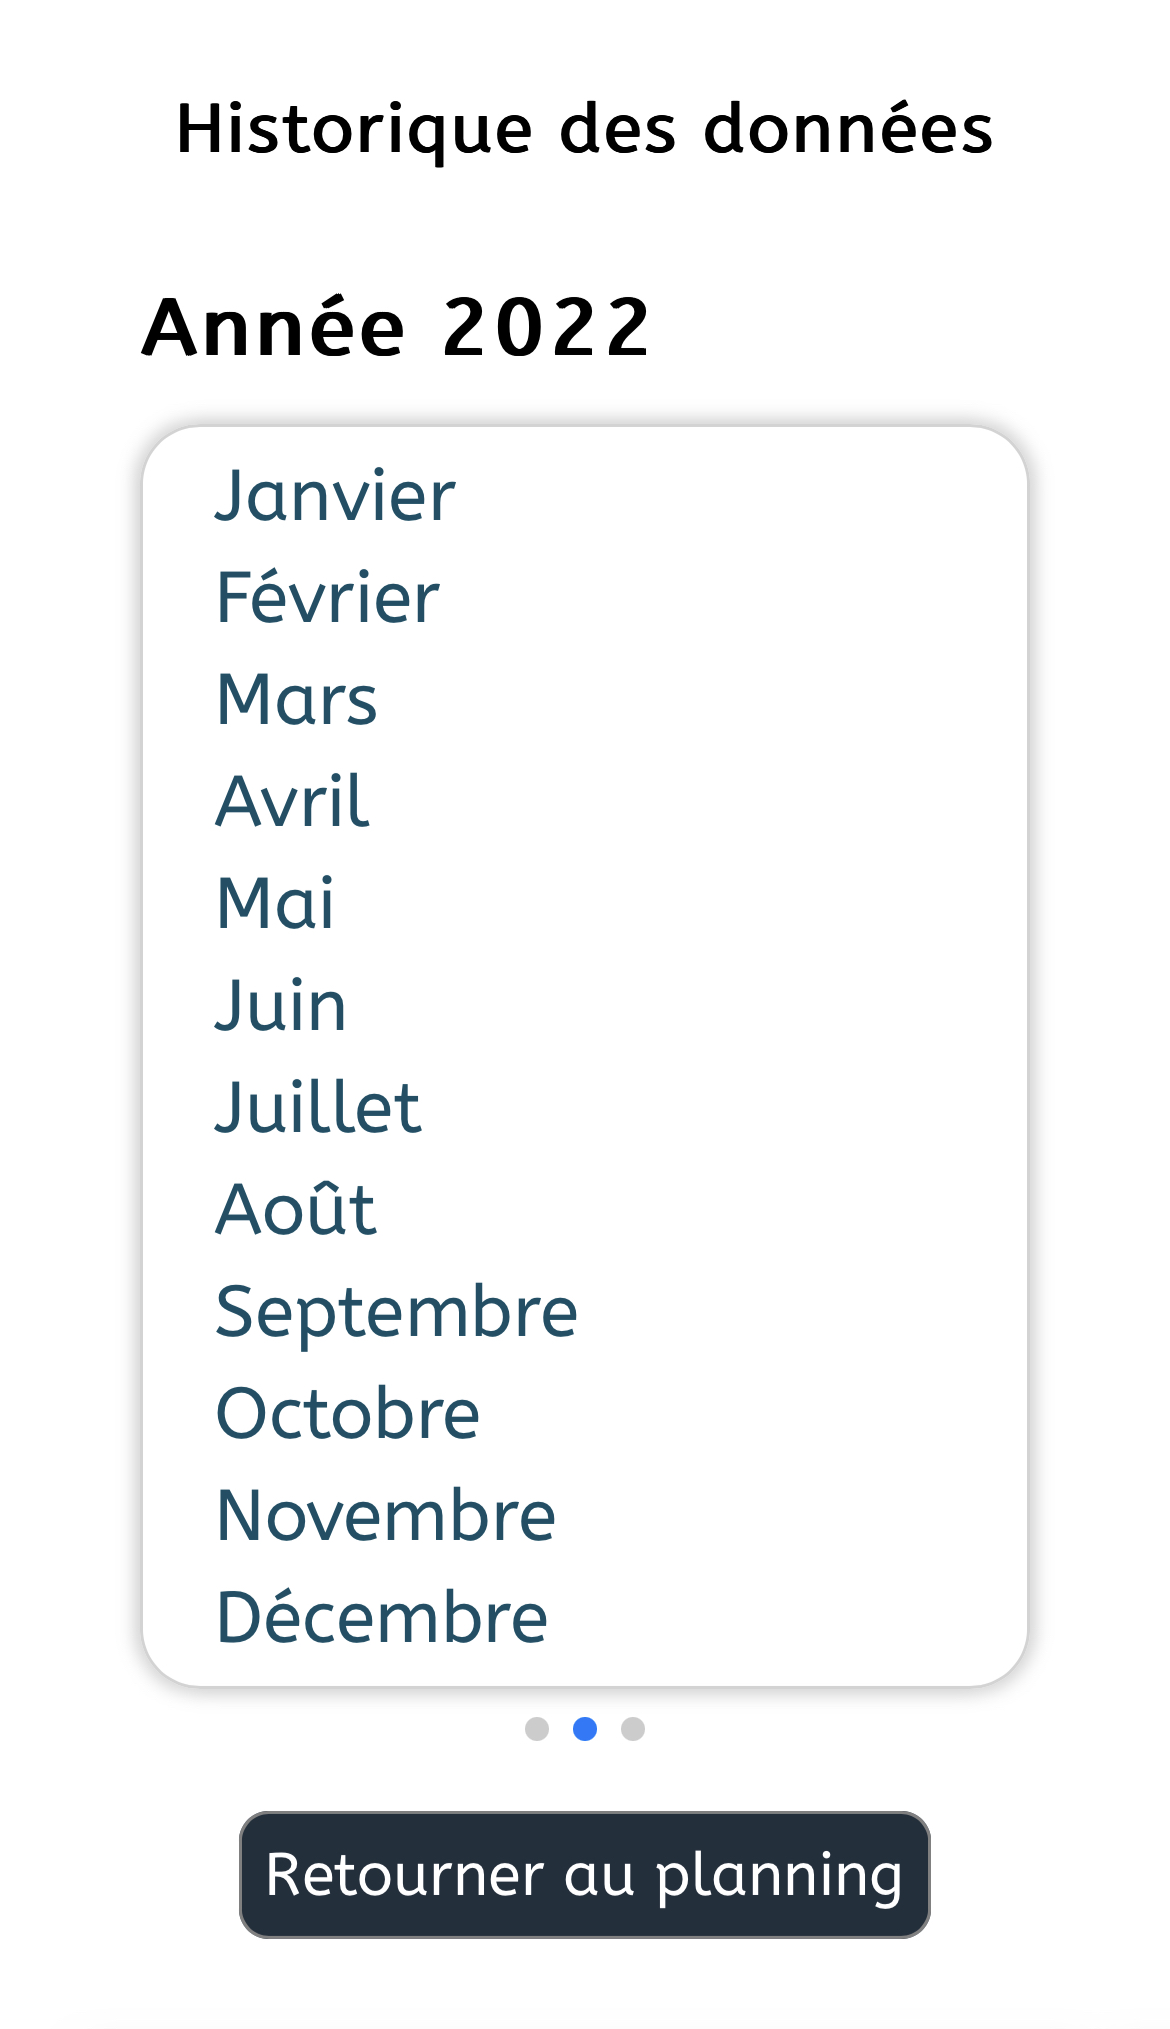 Historique des données
Année 2022
Janvier
Février
Mars
Avril
Mai
Juin
Juillet
Août
Septembre
Octobre
Novembre
Décembre
Retourner au planning